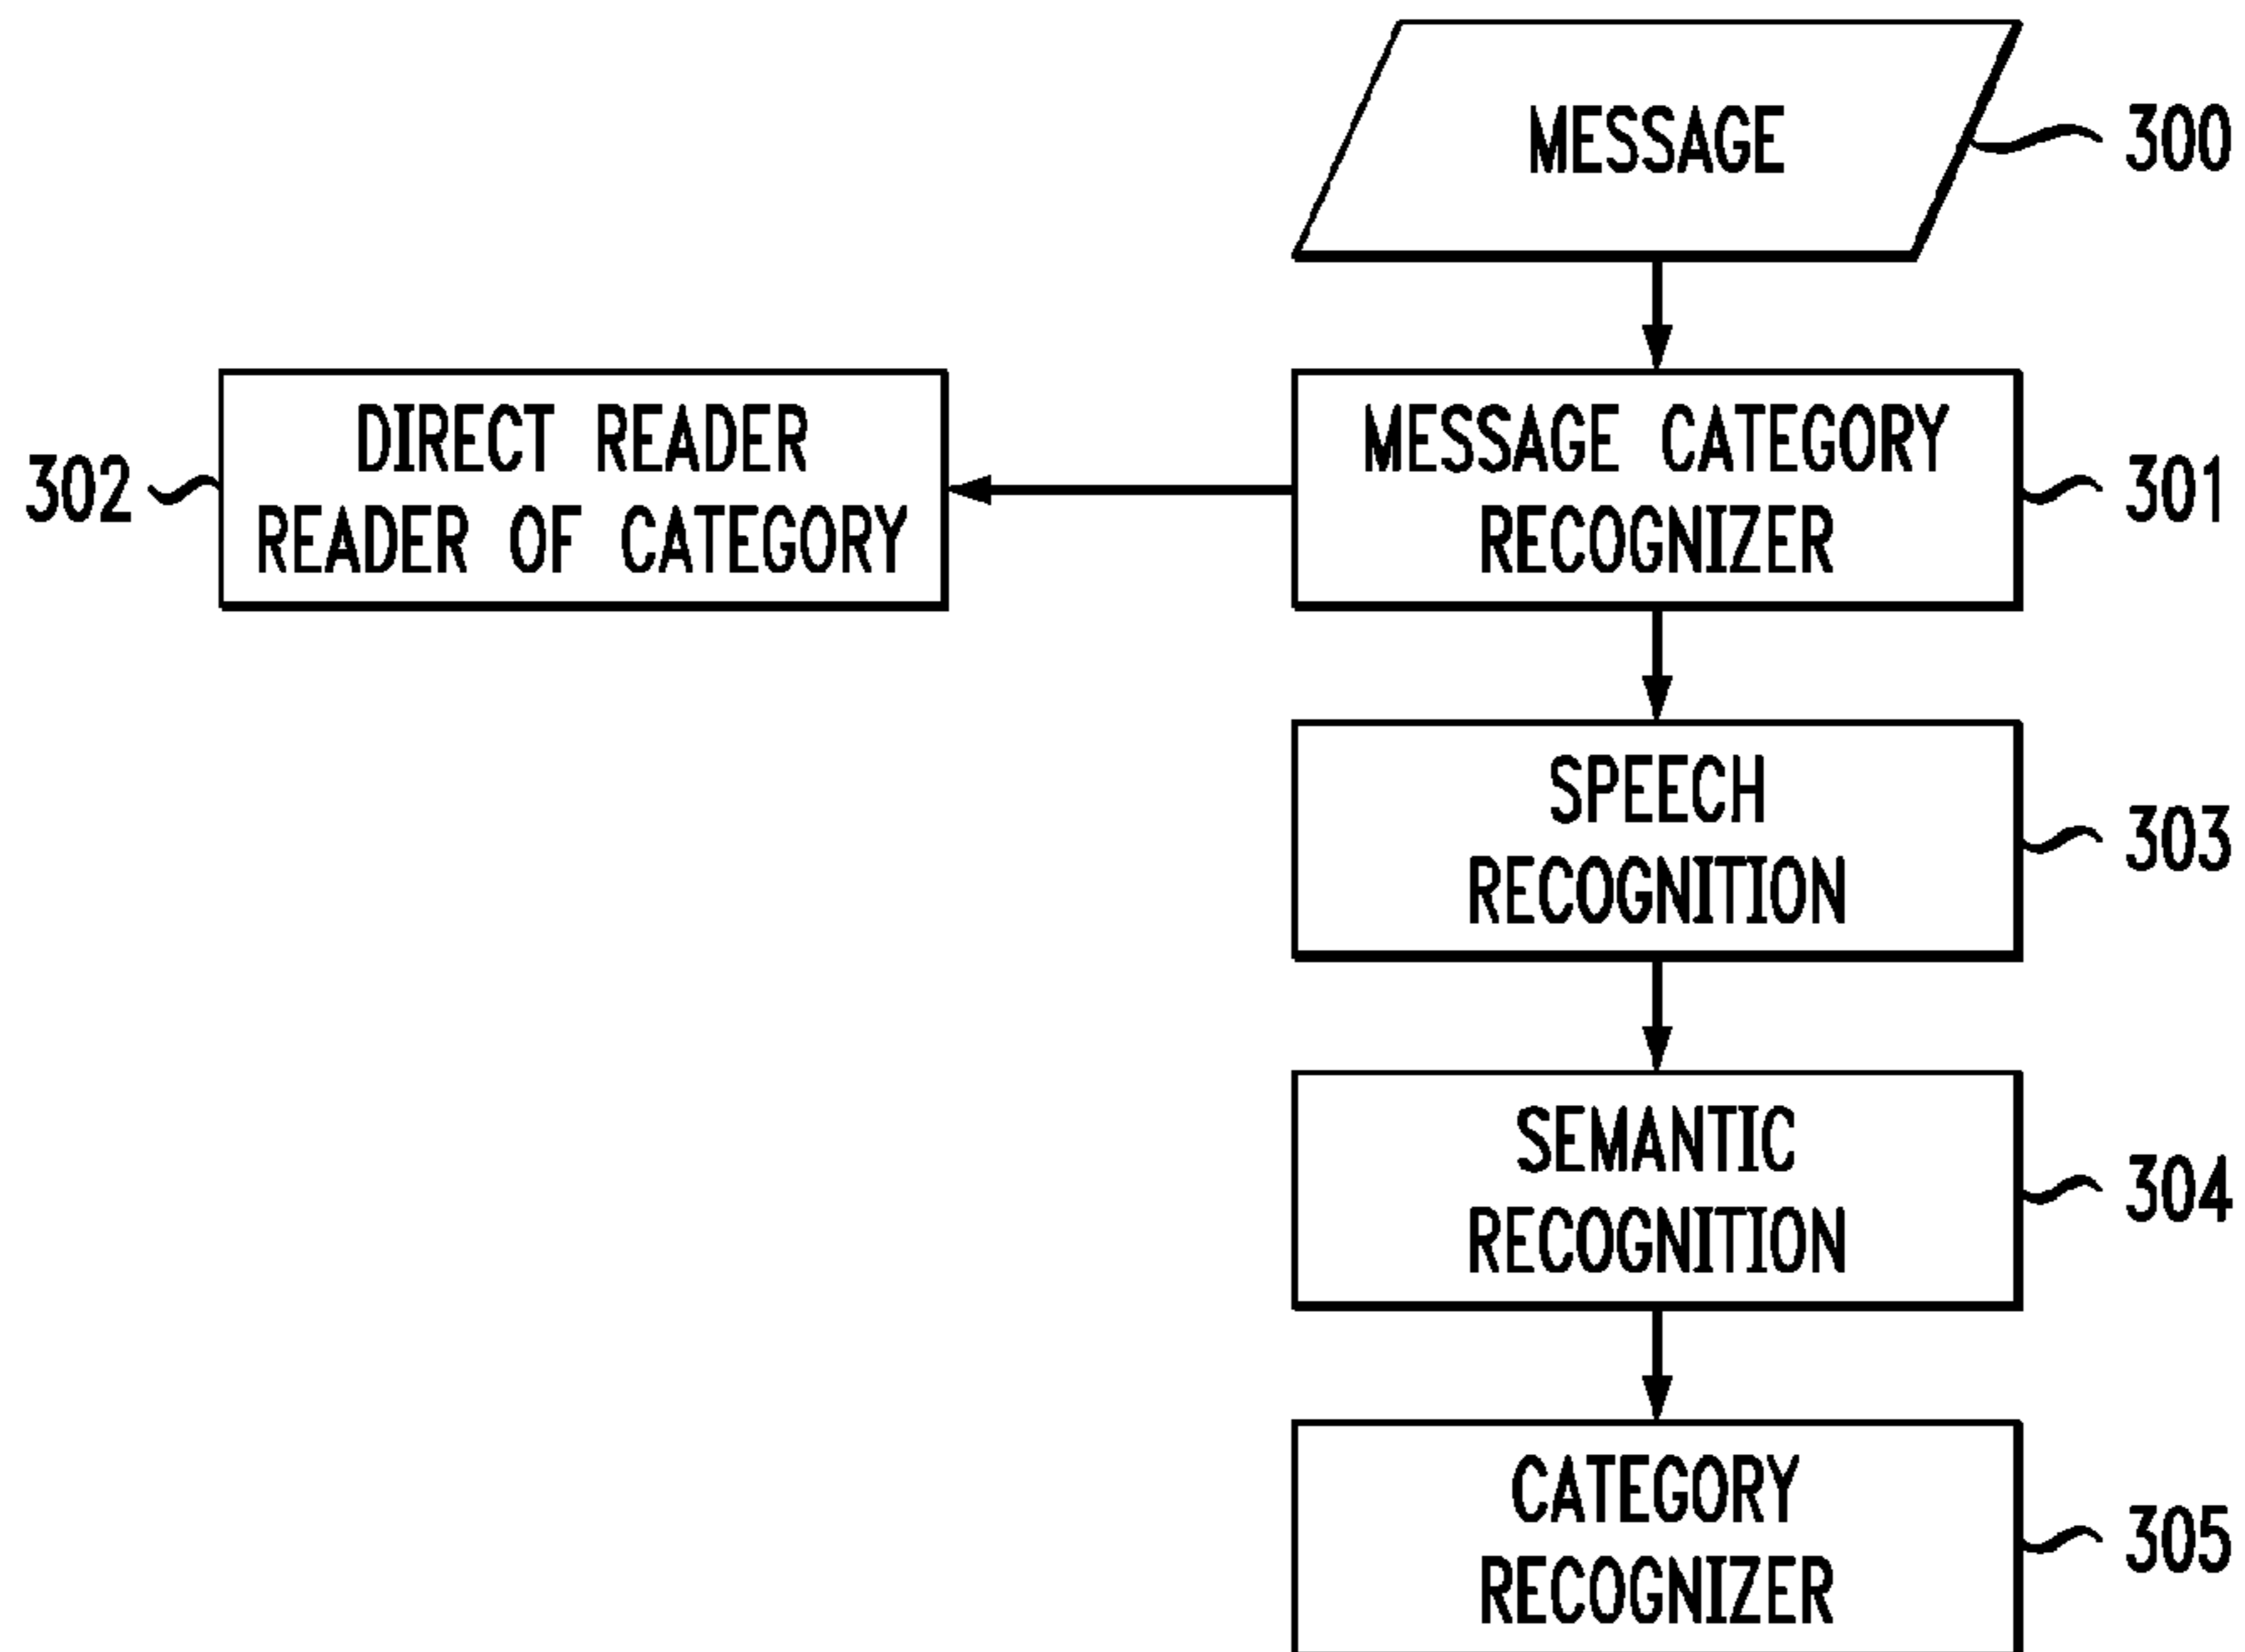 MESSAGE
300
DIRECT READER
READER OF CATEGORY
302
MESSAGE CATEGORY
RECOGNIZER
301
SPEECH
RECOGNITION
303
SEMANTIC
RECOGNITION
304
CATEGORY
RECOGNIZER
305